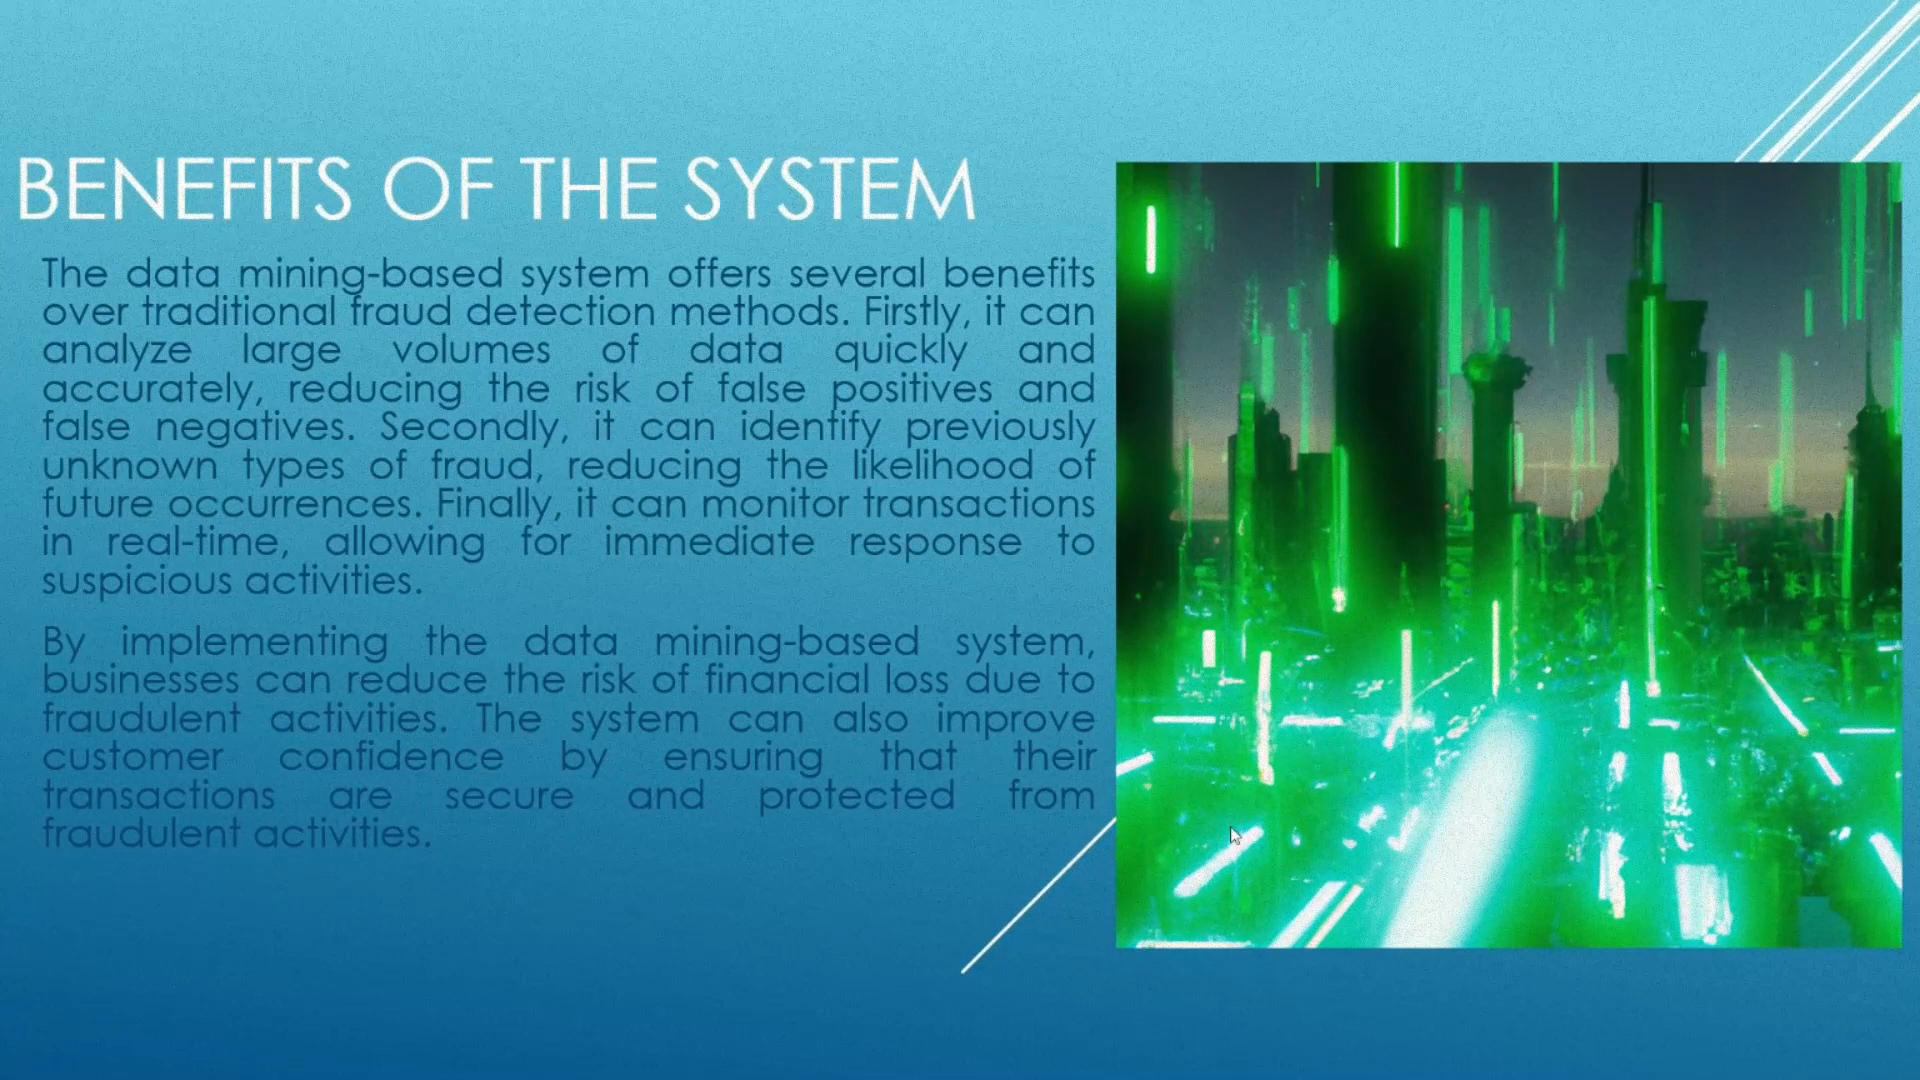 BENEFITS OF THE SYSTEM
The data mining-based system offers several benefits
over traditional fraud detection methods. Firstly, it can
analyze large volumes of data quickly and
accurately, reducing the risk of false positives and
false negatives. Secondly, it can identify previously
unknown types of fraud, reducing the likelihood of
future occurrences. Finally, it can monitor transactions
in real-time, allowing for immediate response to
suspicious activities.
By implementing the data mining-based system,
businesses can reduce the risk of financial loss due to
fraudulent activities. The system can also improve
customer confidence by ensuring that their
transactions are secure and protected from
fraudulent activities.